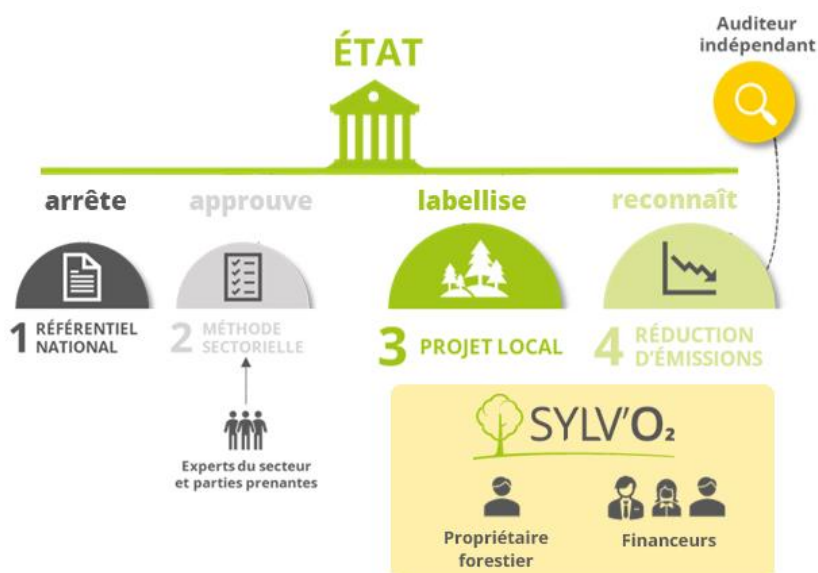 Auditeur
indépendant
ÉTAT
arrête
approuve
labellise
reconnaît
1 RÉFÉRENTIEL
NATIONAL
2 MÉTHODE
SECTORIELLE
3 PROJET LOCAL
4 RÉDUCTION
D'ÉMISSIONS
Experts du secteur
et parties prenantes
SYLV'O₂
Propriétaire
forestier
Financeurs